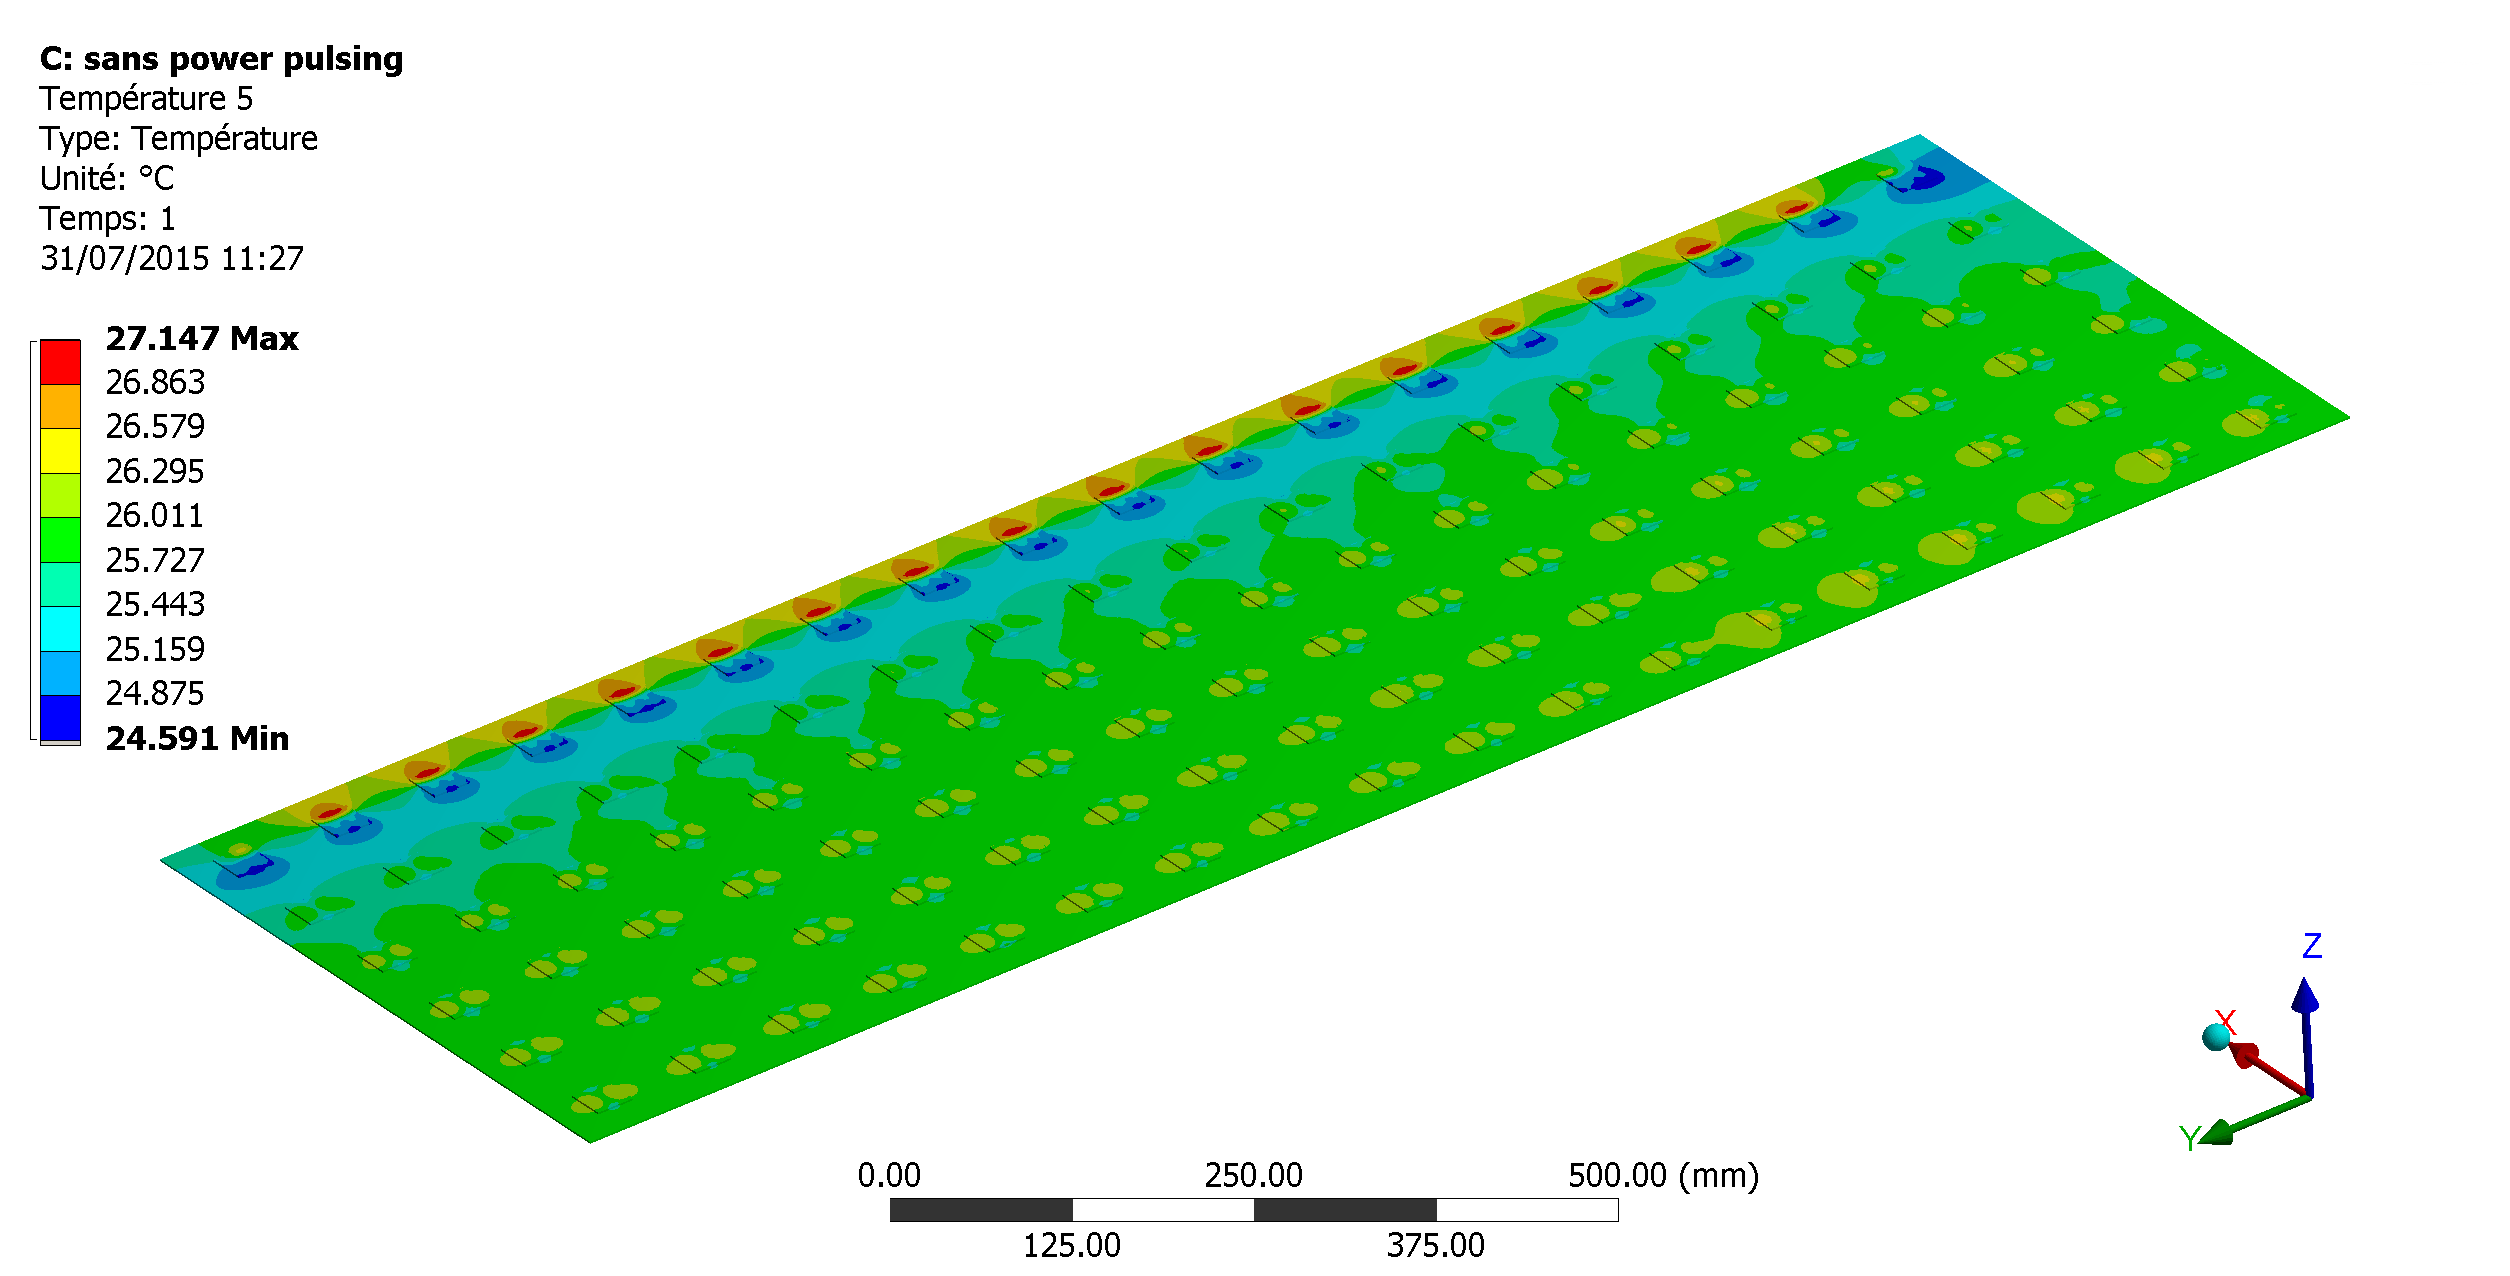 C: sans power pulsing
Température 5
Type: Température
Unité: °C
Temps: 1
31/07/2015 11:27
27.147 Max
26.863
26.579
26.295
26.011
25.727
25.443
25.159
24.875
24.591 Min
Z
X
Y
0.00 250.00 500.00 (mm)
125.00 375.00